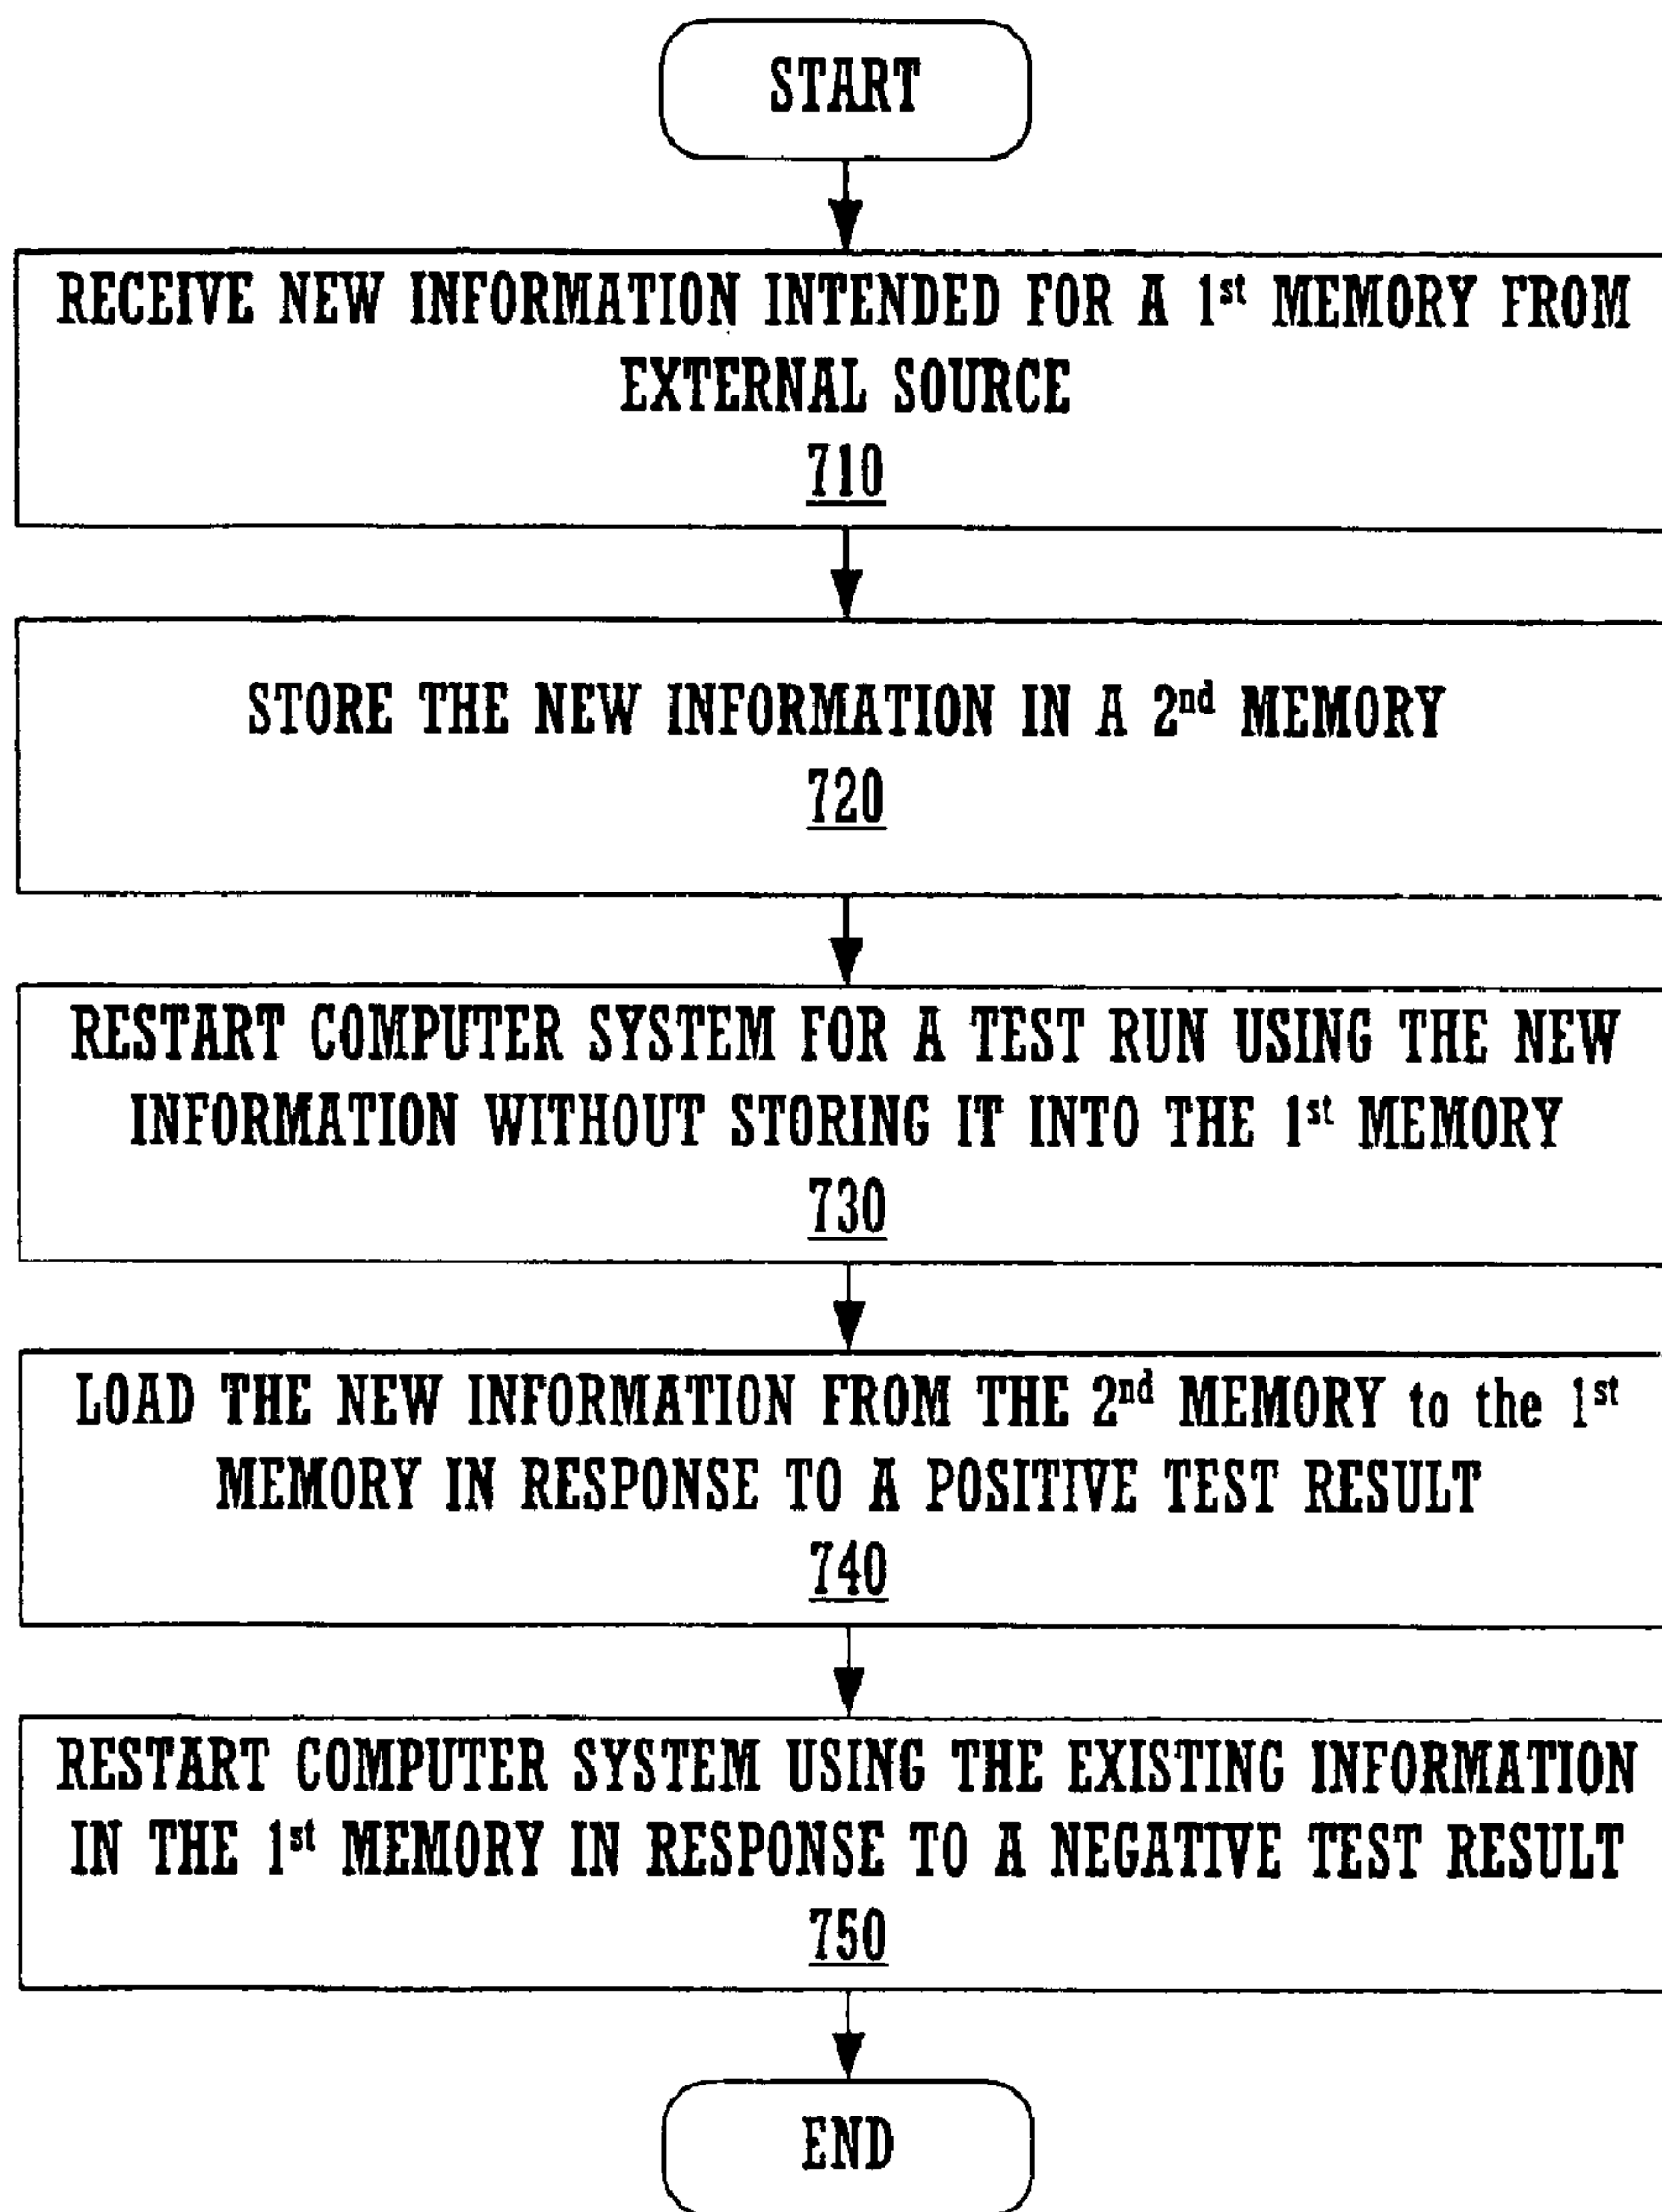 START
RECEIVE NEW INFORMATION INTENDED FOR A 1st MEMORY FROM
EXTERNAL SOURCE
710
STORE THE NEW INFORMATION IN A 2nd MEMORY
720
RESTART COMPUTER SYSTEM FOR A TEST RUN USING THE NEW
INFORMATION WITHOUT STORING IT INTO THE 1st MEMORY
730
LOAD THE NEW INFORMATION FROM THE 2nd MEMORY to the 1st
MEMORY IN RESPONSE TO A POSITIVE TEST RESULT
740
RESTART COMPUTER SYSTEM USING THE EXISTING INFORMATION
IN THE 1st MEMORY IN RESPONSE TO A NEGATIVE TEST RESULT
750
END